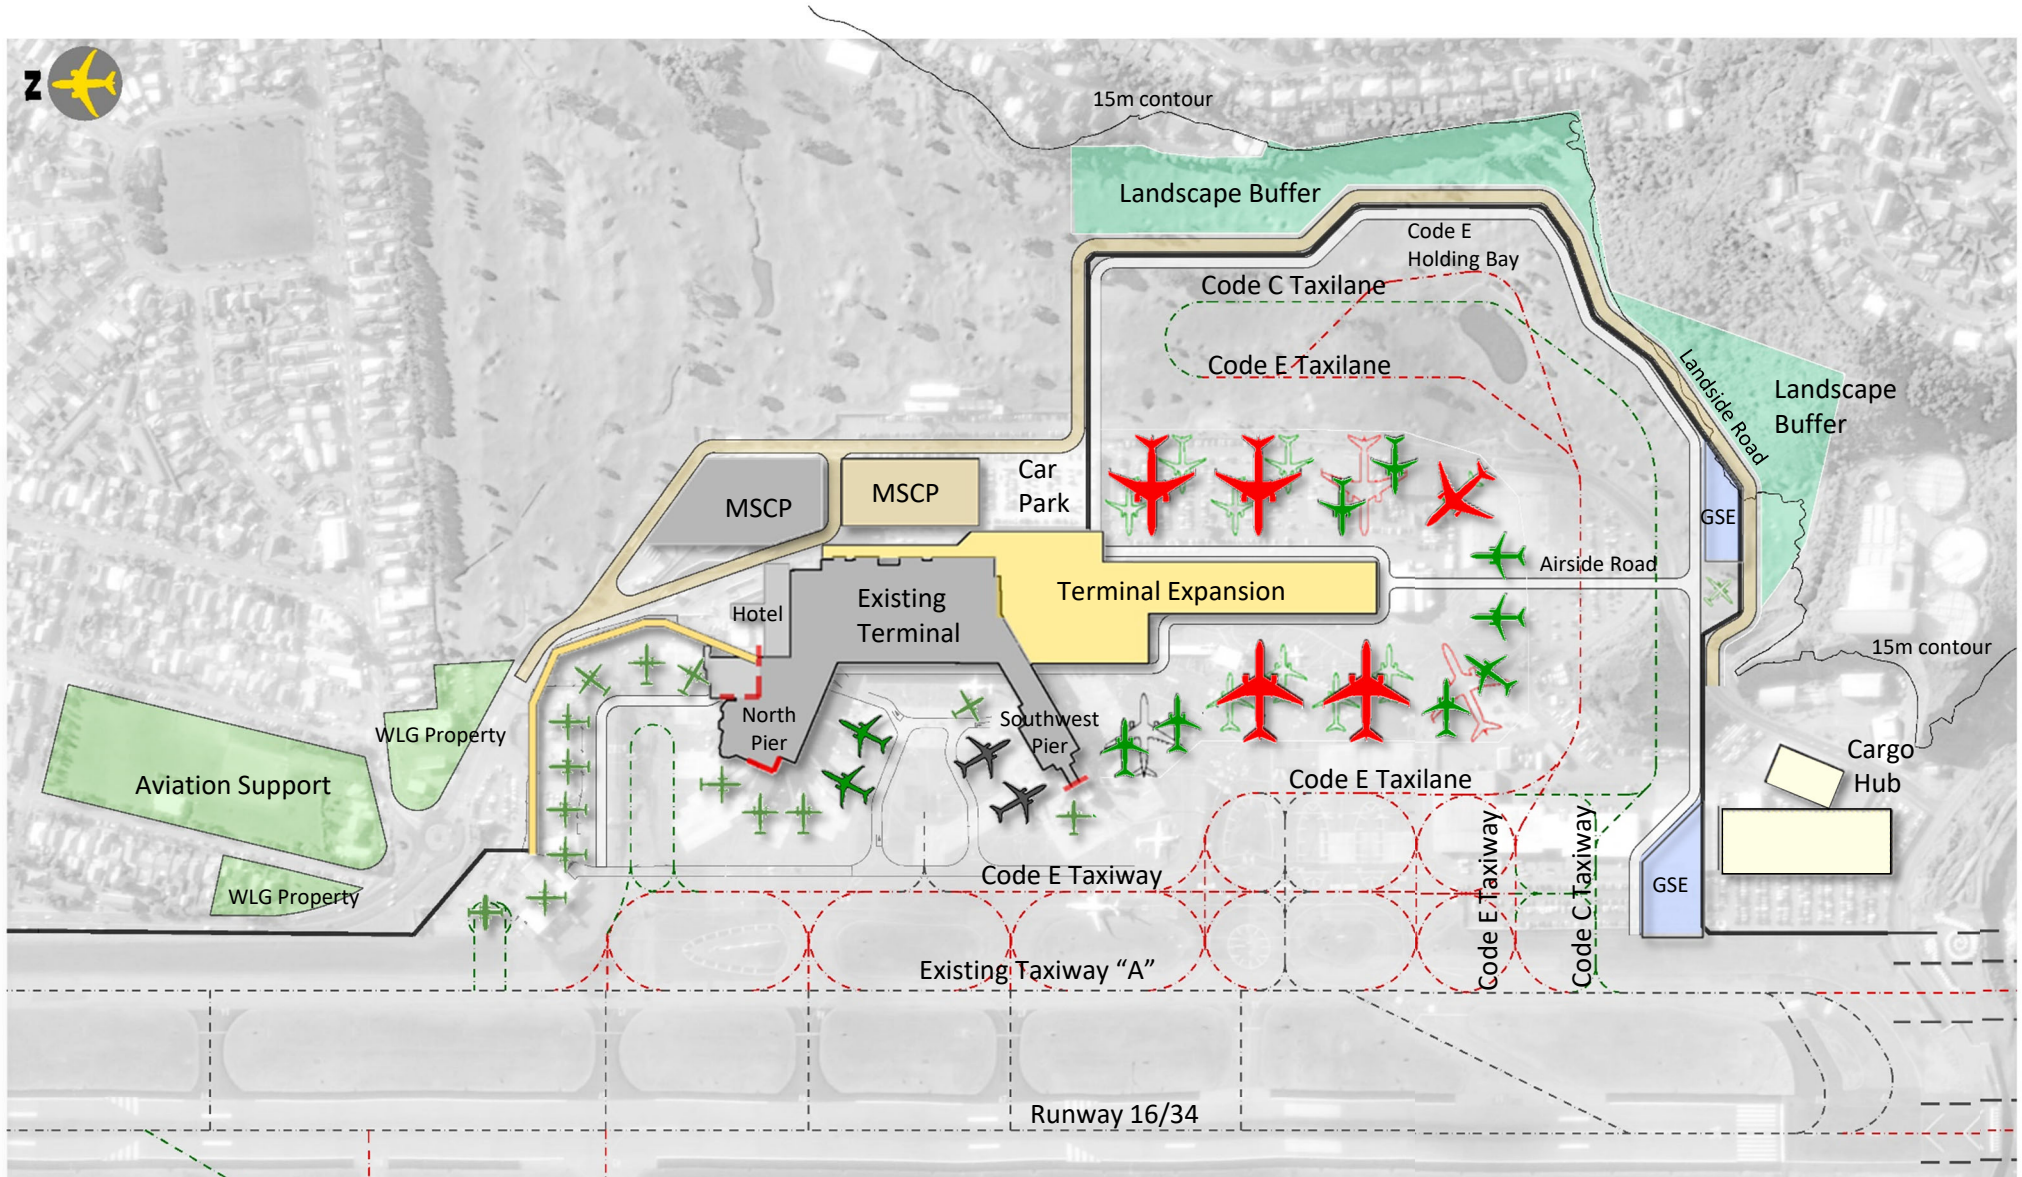 Z
15m contour
Landscape Buffer
Code E
Holding Bay
Code C Taxilane
Code E Taxilane
Landside Road
Landscape
Buffer
Car
Park
MSCP
MSCP
GSE
Airside Road
Terminal Expansion
Existing
Terminal
Hotel
15m contour
North
Pier
Southwest
Pier
WLG Property
Aviation Support
Cargo
Hub
Code E Taxilane
Code E Taxiway
Code E Taxiway
Code C Taxiway
GSE
WLG Property
Existing Taxiway “A”
Runway 16/34